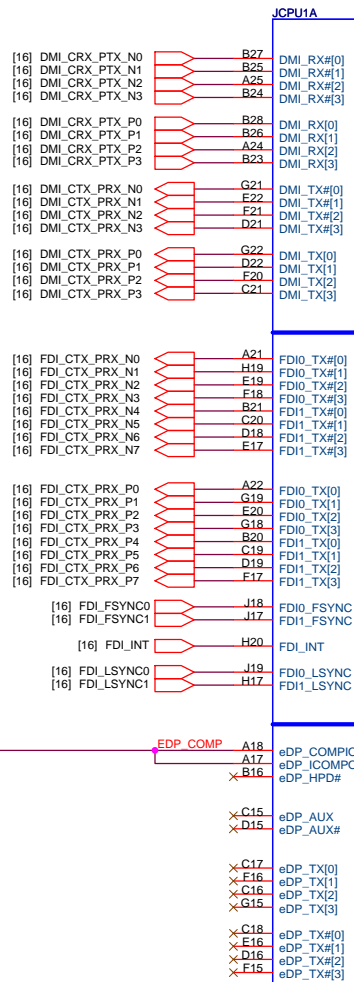 JCPU1A
[16] DMI_CRX_PTX_N0 B27 DMI_RX#[0]
[16] DMI_CRX_PTX_N1 B25 DMI_RX#[1]
[16] DMI_CRX_PTX_N2 A25 DMI_RX#[2]
[16] DMI_CRX_PTX_N3 B24 DMI_RX#[3]
[16] DMI_CRX_PTX_P0 B28 DMI_RX[0]
[16] DMI_CRX_PTX_P1 B26 DMI_RX[1]
[16] DMI_CRX_PTX_P2 A24 DMI_RX[2]
[16] DMI_CRX_PTX_P3 B23 DMI_RX[3]
[16] DMI_CTX_PRX_N0 G21 DMI_TX#[0]
[16] DMI_CTX_PRX_N1 E22 DMI_TX#[1]
[16] DMI_CTX_PRX_N2 F21 DMI_TX#[2]
[16] DMI_CTX_PRX_N3 D21 DMI_TX#[3]
[16] DMI_CTX_PRX_P0 G22 DMI_TX[0]
[16] DMI_CTX_PRX_P1 D22 DMI_TX[1]
[16] DMI_CTX_PRX_P2 F20 DMI_TX[2]
[16] DMI_CTX_PRX_P3 C21 DMI_TX[3]
[16] FDI_CTX_PRX_N0 A21 FDI0_TX#[0]
[16] FDI_CTX_PRX_N1 H19 FDI0_TX#[1]
[16] FDI_CTX_PRX_N2 E19 FDI0_TX#[2]
[16] FDI_CTX_PRX_N3 F18 FDI0_TX#[3]
[16] FDI_CTX_PRX_N4 B21 FDI1_TX#[0]
[16] FDI_CTX_PRX_N5 C20 FDI1_TX#[1]
[16] FDI_CTX_PRX_N6 D18 FDI1_TX#[2]
[16] FDI_CTX_PRX_N7 E17 FDI1_TX#[3]
[16] FDI_CTX_PRX_P0 A22 FDI0_TX[0]
[16] FDI_CTX_PRX_P1 G19 FDI0_TX[1]
[16] FDI_CTX_PRX_P2 E20 FDI0_TX[2]
[16] FDI_CTX_PRX_P3 G18 FDI0_TX[3]
[16] FDI_CTX_PRX_P4 B20 FDI1_TX[0]
[16] FDI_CTX_PRX_P5 C19 FDI1_TX[1]
[16] FDI_CTX_PRX_P6 D19 FDI1_TX[2]
[16] FDI_CTX_PRX_P7 F17 FDI1_TX[3]
[16] FDI_FSYNC0 J18 FDI0_FSYNC
[16] FDI_FSYNC1 J17 FDI1_FSYNC
[16] FDI_INT H20 FDI_INT
[16] FDI_LSYNC0 J19 FDI0_LSYNC
[16] FDI_LSYNC1 H17 FDI1_LSYNC
EDP_COMP A18 eDP_COMPIO
A17 eDP_ICOMPO
B16 eDP_HPD#
C15 eDP_AUX
D15 eDP_AUX#
C17 eDP_TX[0]
F16 eDP_TX[1]
C16 eDP_TX[2]
G15 eDP_TX[3]
C18 eDP_TX#[0]
E16 eDP_TX#[1]
D16 eDP_TX#[2]
F15 eDP_TX#[3]